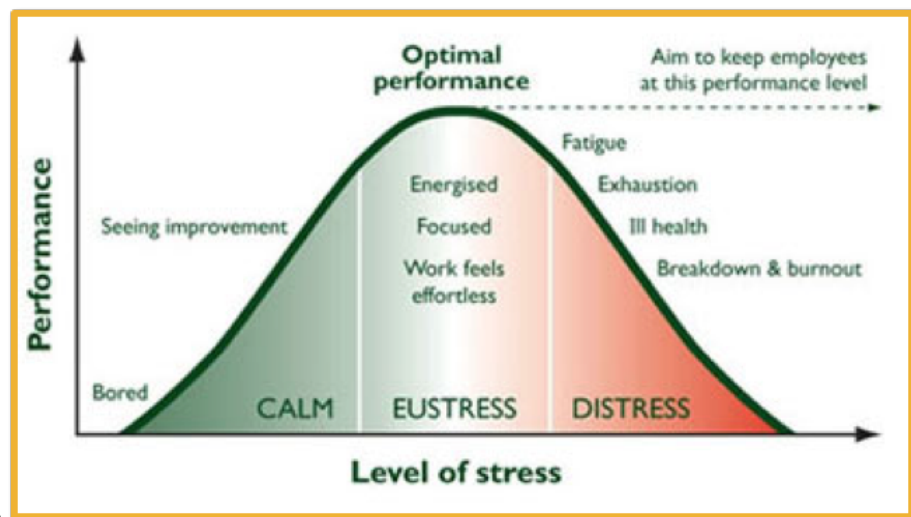 Optimal
performance
Aim to keep employees
at this performance level
Fatigue
Energised
Exhaustion
Seeing improvement
Focused
Ill health
Work feels
effortless
Breakdown & burnout
Performance
Bored
CALM
EUSTRESS
DISTRESS
Level of stress